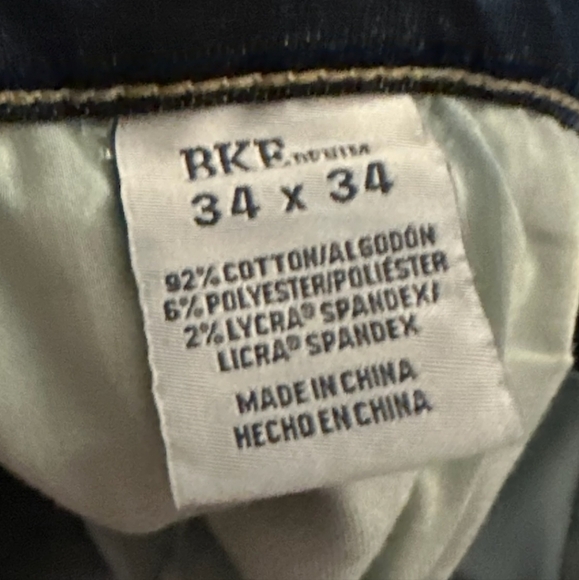 BKE DENIM
34 x 34
92% COTTON/ALGODÓN
6% POLYESTER/POLIÉSTER
2% LYCRA® SPANDEX/
LICRA® SPANDEX
MADE IN CHINA
HECHO EN CHINA